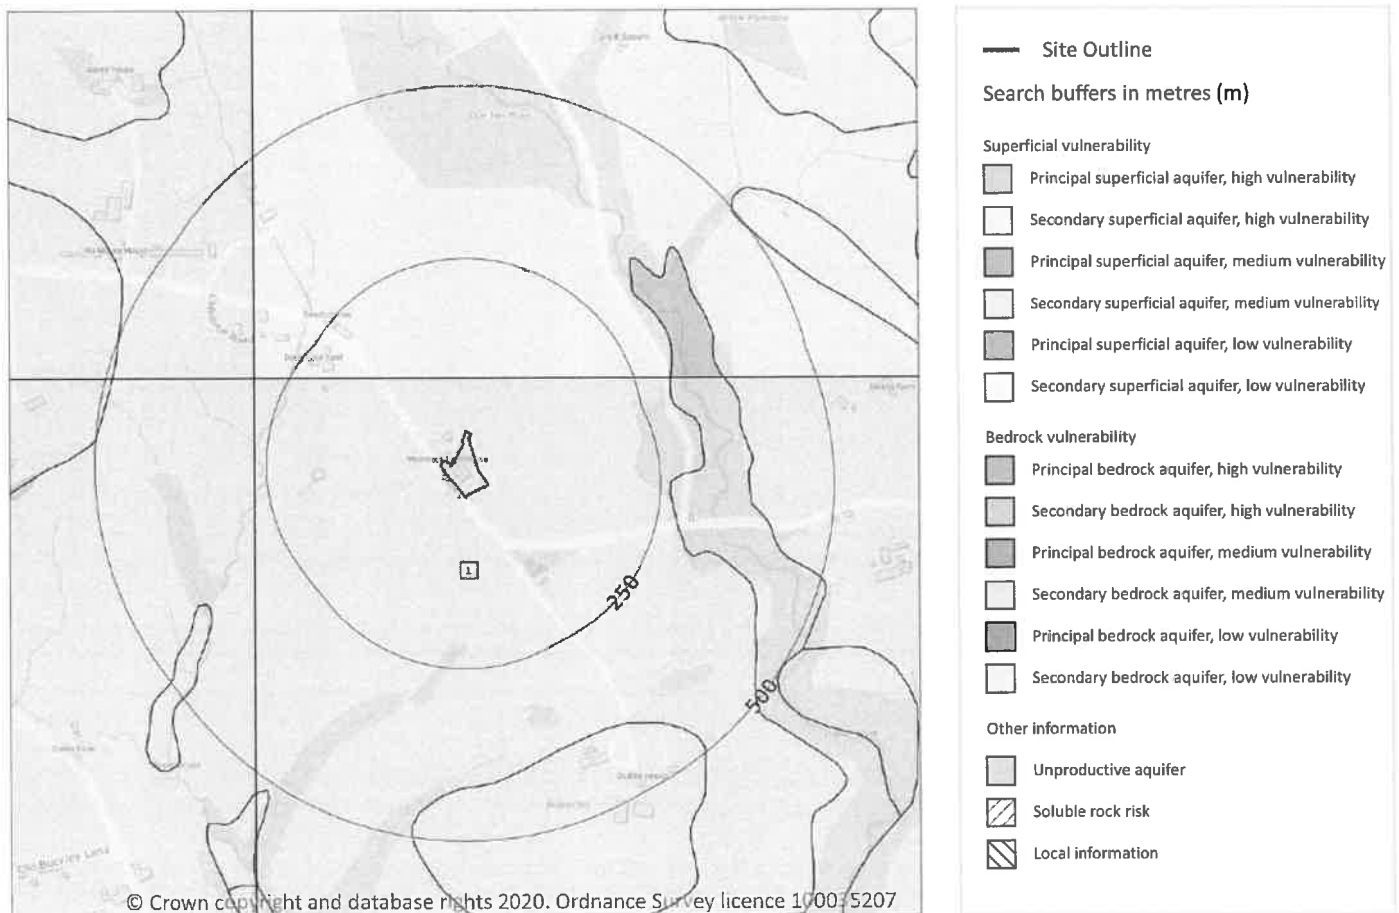 1
250
500
© Crown copyright and database rights 2020. Ordnance Survey licence 100035207
Site Outline
Search buffers in metres (m)
Superficial vulnerability
Principal superficial aquifer, high vulnerability
Secondary superficial aquifer, high vulnerability
Principal superficial aquifer, medium vulnerability
Secondary superficial aquifer, medium vulnerability
Principal superficial aquifer, low vulnerability
Secondary superficial aquifer, low vulnerability
Bedrock vulnerability
Principal bedrock aquifer, high vulnerability
Secondary bedrock aquifer, high vulnerability
Principal bedrock aquifer, medium vulnerability
Secondary bedrock aquifer, medium vulnerability
Principal bedrock aquifer, low vulnerability
Secondary bedrock aquifer, low vulnerability
Other information
Unproductive aquifer
Soluble rock risk
Local information